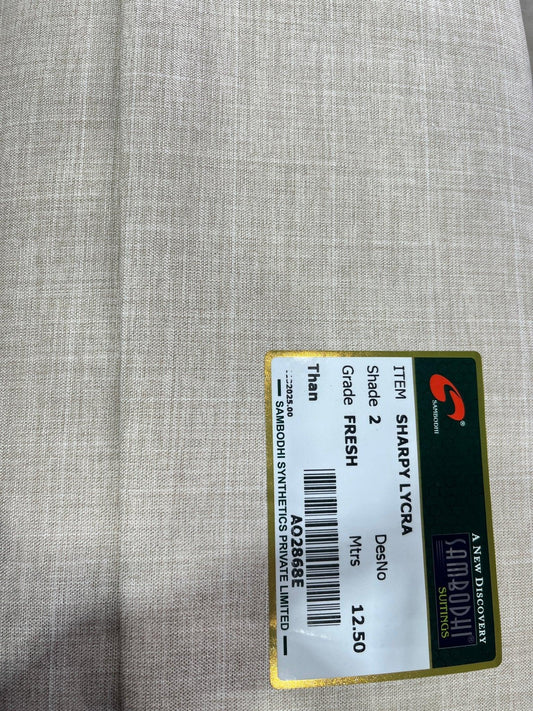 SAMBODHI
A NEW DISCOVERY
SAMBODHI®
SUITINGS
ITEM SHARPY LYCRA
Shade 2 DesNo
Grade FRESH Mtrs 12.50
Than
2025.00
AO2868E
SAMBODHI SYNTHETICS PRIVATE LIMITED